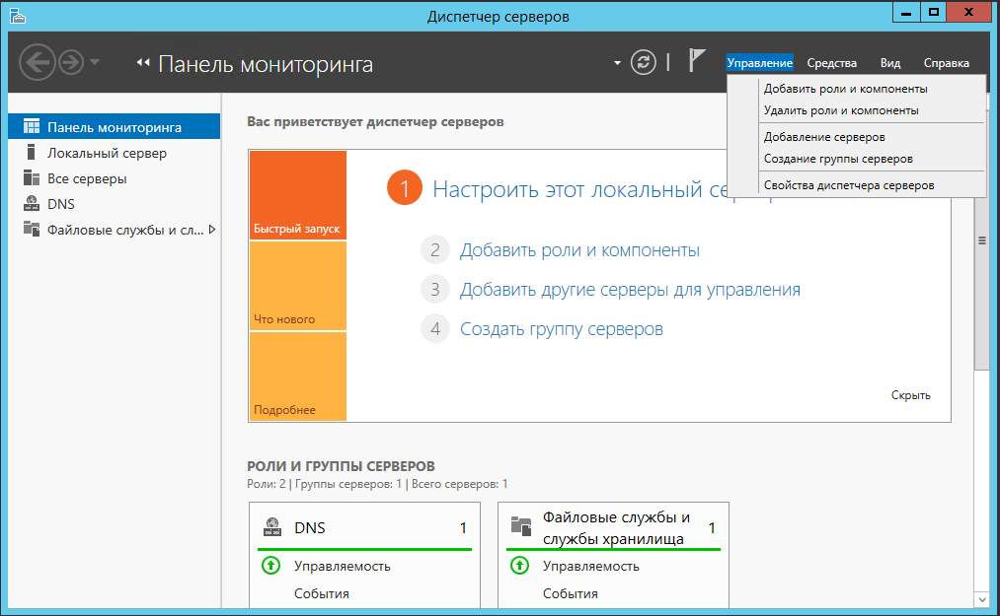 Диспетчер серверов
Панель мониторинга
Управление Средства Вид Справка
Добавить роли и компоненты
Удалить роли и компоненты
Добавление серверов
Создание группы серверов
Свойства диспетчера серверов
Панель мониторинга
Локальный сервер
Все серверы
DNS
Файловые службы и сл...
Вас приветствует диспетчер серверов
Быстрый запуск
Что нового
Подробнее
1 Настроить этот локальный
2 Добавить роли и компоненты
3 Добавить другие серверы для управления
4 Создать группу серверов
Скрыть
РОЛИ И ГРУППЫ СЕРВЕРОВ
Роли: 2 | Группы серверов: 1 | Всего серверов: 1
DNS 1
Управляемость
События
Файловые службы и
службы хранилища 1
Управляемость
События